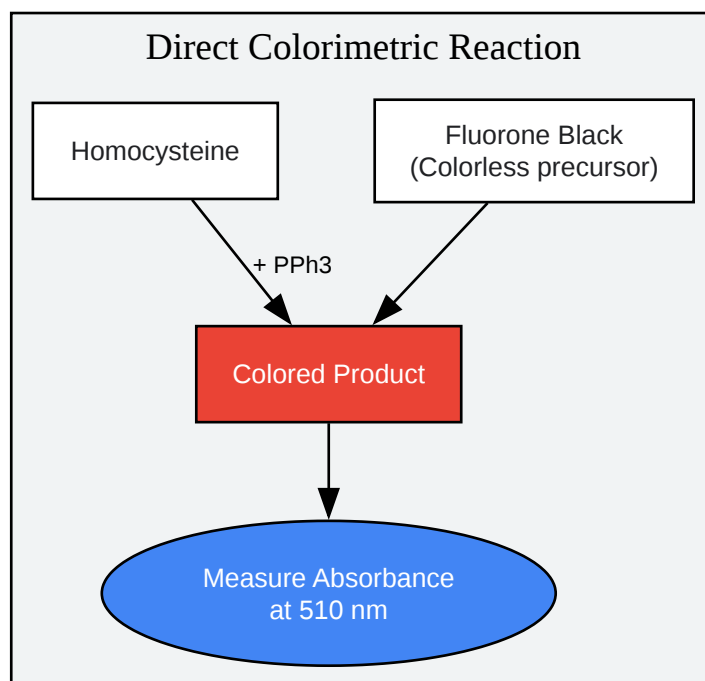 Direct Colorimetric Reaction
Homocysteine
Fluorone Black
(Colorless precursor)
+ PPh3
Colored Product
Measure Absorbance
at 510 nm